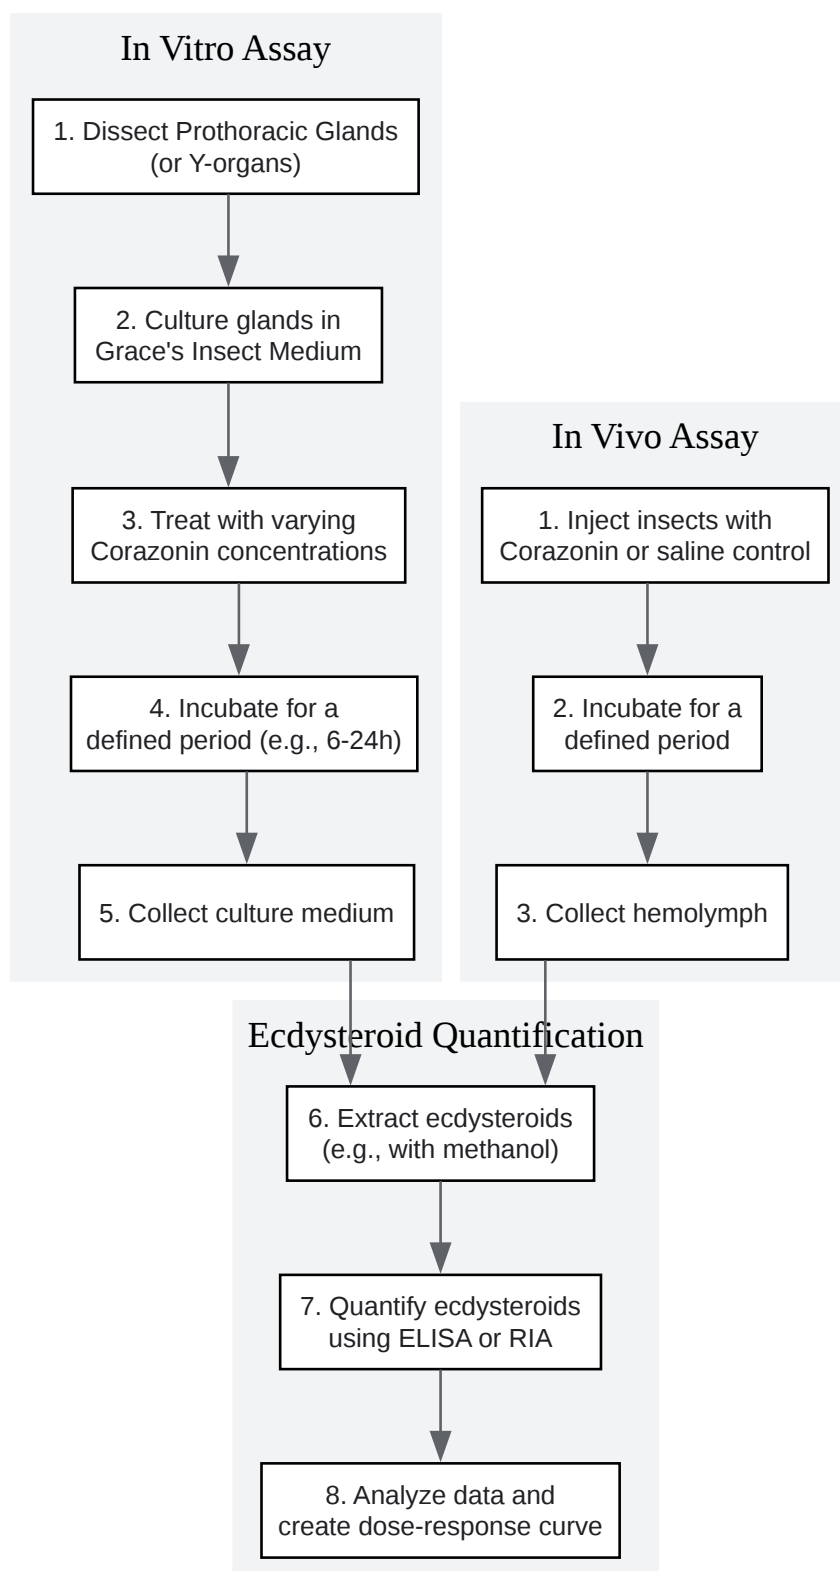 In Vitro Assay
1. Dissect Prothoracic Glands
(or Y-organs)
2. Culture glands in
Grace's Insect Medium
3. Treat with varying
Corazonin concentrations
4. Incubate for a
defined period (e.g., 6-24h)
5. Collect culture medium
In Vivo Assay
1. Inject insects with
Corazonin or saline control
2. Incubate for a
defined period
3. Collect hemolymph
Ecdysteroid Quantification
6. Extract ecdysteroids
(e.g., with methanol)
7. Quantify ecdysteroids
using ELISA or RIA
8. Analyze data and
create dose-response curve